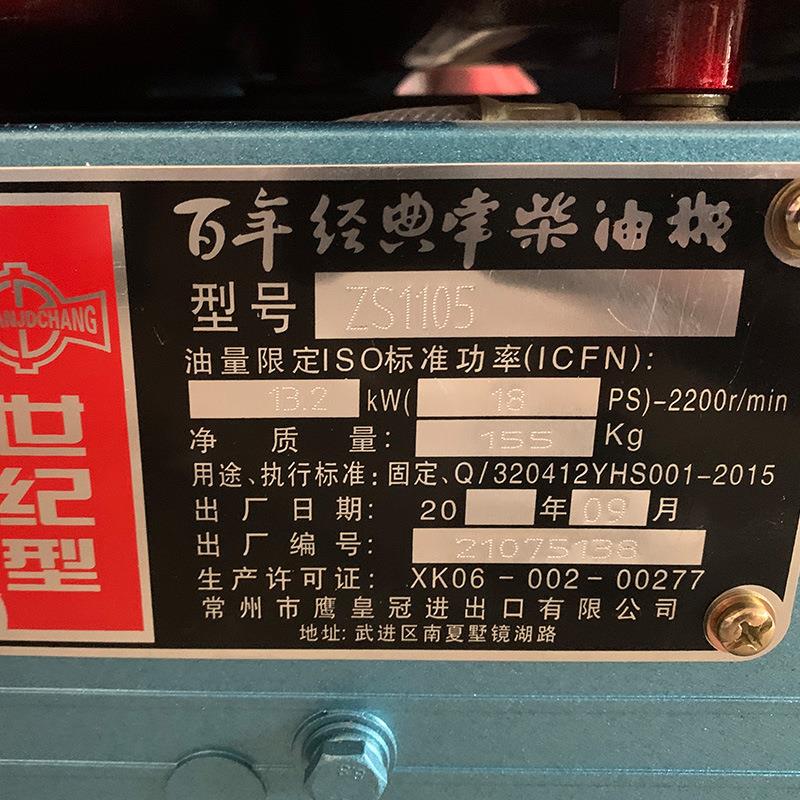 百年经典牌柴油机
型号 ZS1105
油量限定ISO标准功率(ICFN):
13.2 kW( 18 PS)-2200r/min
净质量: 155 Kg
用途、执行标准: 固定、Q/320412YHS001-2015
出厂日期: 20 年09月
出厂编号: 21075138
生产许可证: XK06-002-00277
常州市鹰皇冠进出口有限公司
地址: 武进区南夏墅镜湖路
ANJDCHANG
世
纪
型